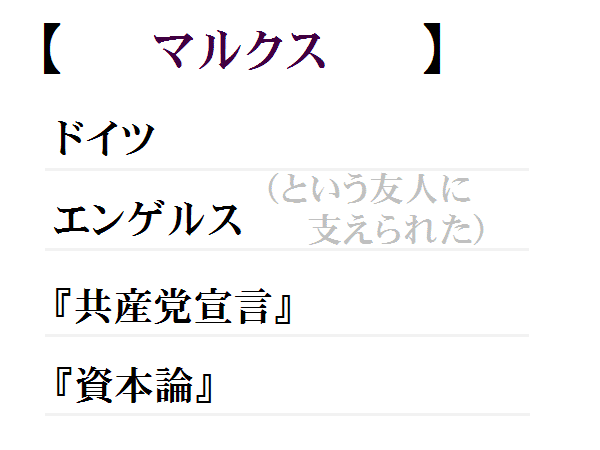 【 マルクス 】
ドイツ
エンゲルス
（という友人に
支えられた）
『共産党宣言』
『資本論』